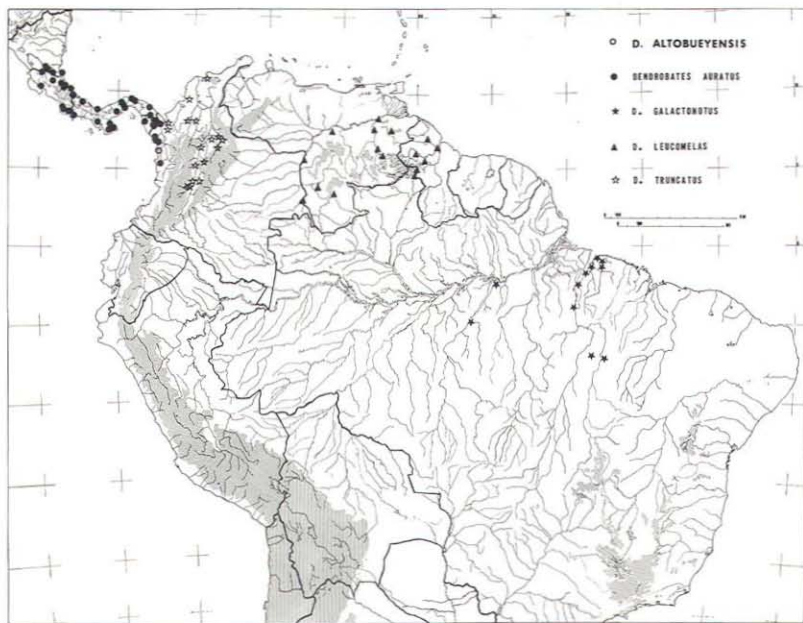 D. ALTOBUEYENSIS
DENDROBATES AURATUS
D. GALACTONOTUS
D. LEUCOMELAS
D. TRUNCATUS